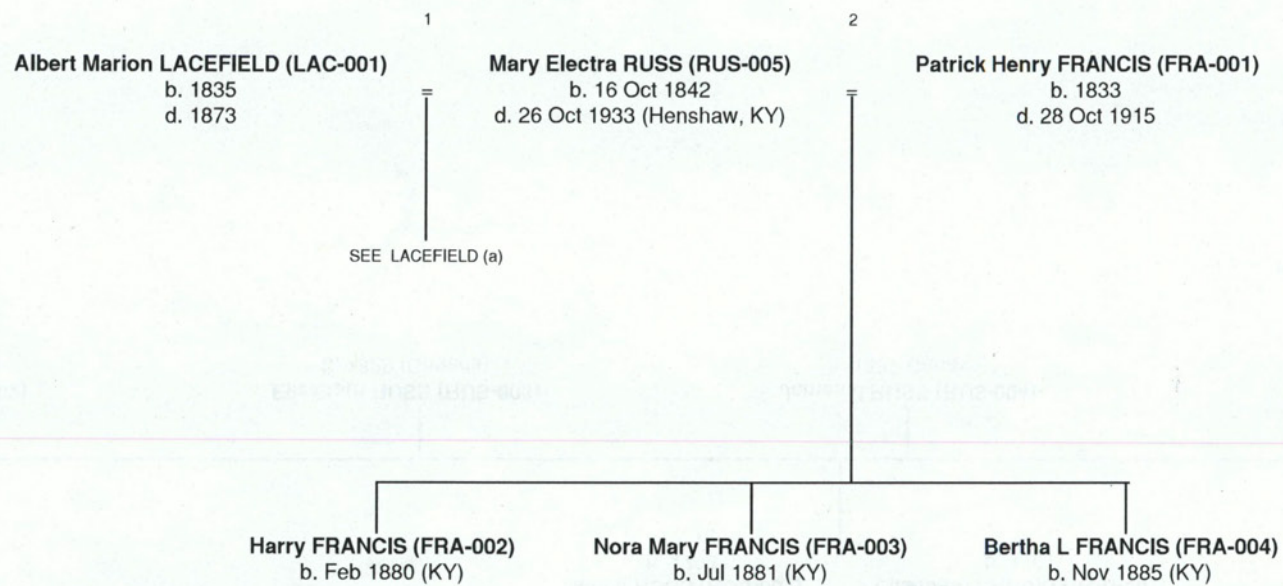 1
2
Albert Marion LACEFIELD (LAC-001)
b. 1835
d. 1873
=
Mary Electra RUSS (RUS-005)
b. 16 Oct 1842
d. 26 Oct 1933 (Henshaw, KY)
=
Patrick Henry FRANCIS (FRA-001)
b. 1833
d. 28 Oct 1915
SEE LACEFIELD (a)
Harry FRANCIS (FRA-002)
b. Feb 1880 (KY)
Nora Mary FRANCIS (FRA-003)
b. Jul 1881 (KY)
Bertha L FRANCIS (FRA-004)
b. Nov 1885 (KY)